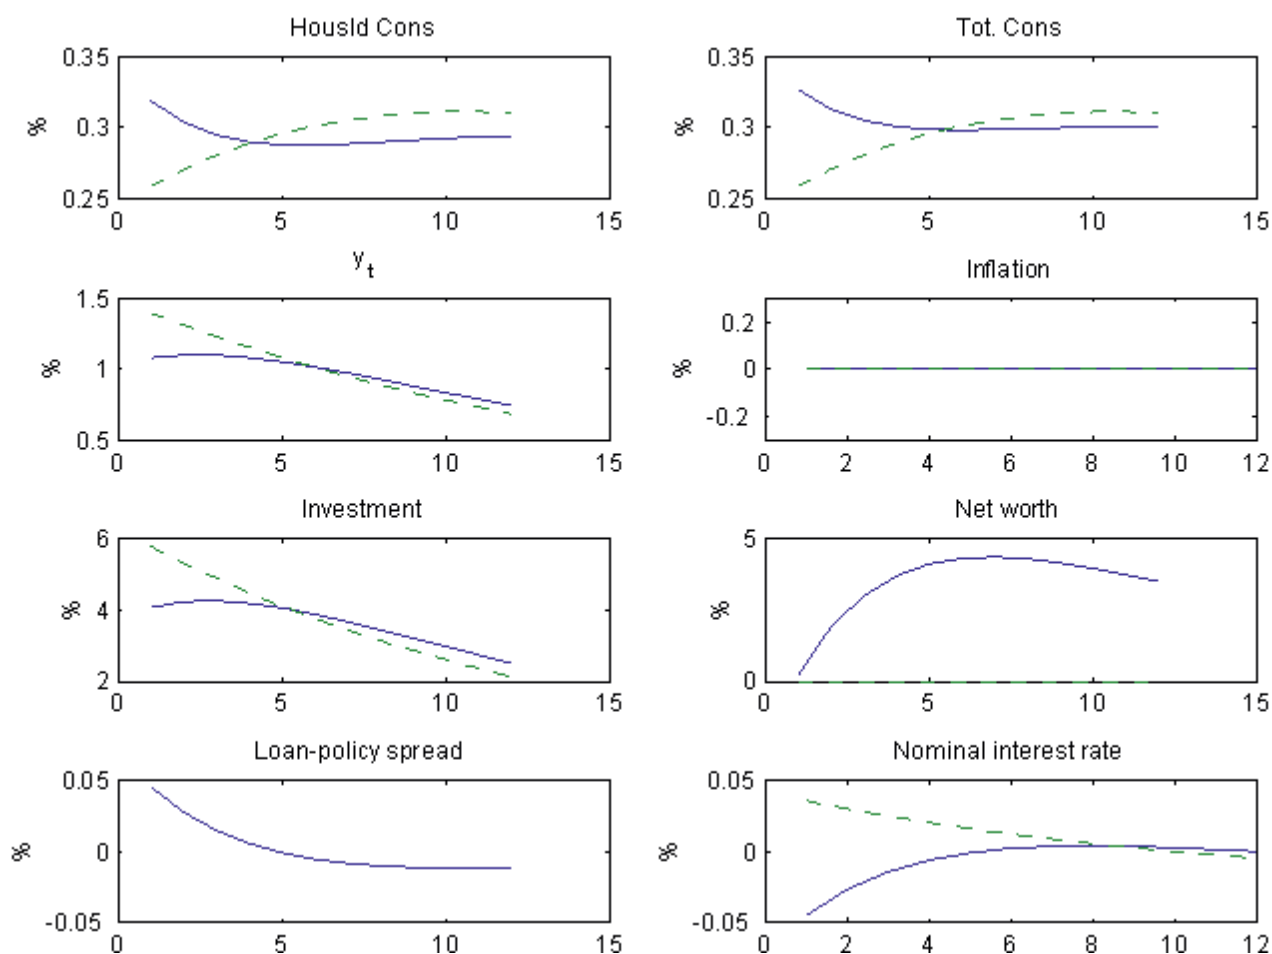 Housld Cons
0.35
0.3
0.25
%
0 5 10 15
Tot. Cons
0.35
0.3
0.25
%
0 5 10 15
y t
1.5
1
0.5
%
0 5 10 15
Inflation
0.2
0
-0.2
%
0 2 4 6 8 10 12
Investment
6
4
2
%
0 5 10 15
Net worth
5
0
%
0 5 10 15
Loan-policy spread
0.05
0
-0.05
%
0 5 10 15
Nominal interest rate
0.05
0
-0.05
%
0 2 4 6 8 10 12